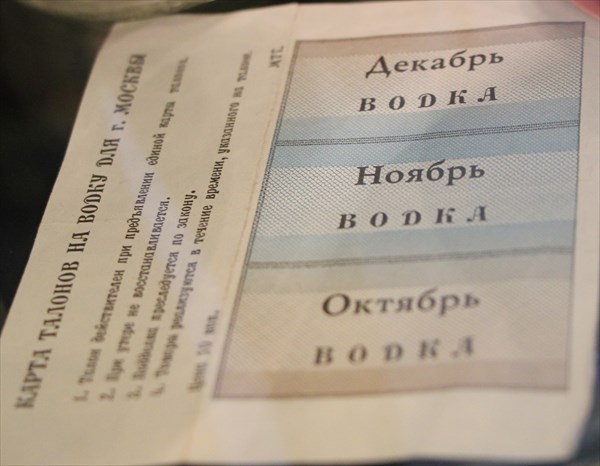 КАРТА ТАЛОНОВ НА ВОДКУ ДЛЯ г. МОСКВЫ
1. Талон действителен при предъявлении единой карты талонов.
2. При утере не восстанавливается.
3. Подделка преследуется по закону.
4. Товары реализуются в течение времени, указанного на талоне.
Цена 30 коп.
МТГ.
Декабрь
ВОДКА
Ноябрь
ВОДКА
Октябрь
ВОДКА